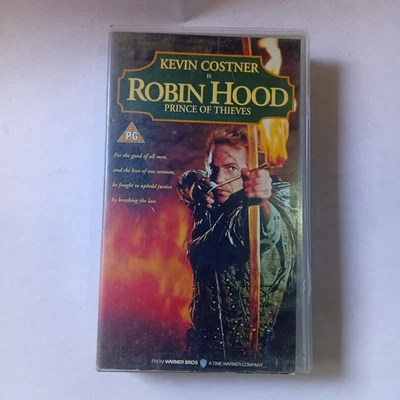 KEVIN COSTNER
IS
ROBIN HOOD
PRINCE OF THIEVES
PG
For the good of all men,
and the love of one woman,
he fought to uphold justice
by breaking the law.
FROM WARNER BROS
A TIME WARNER COMPANY